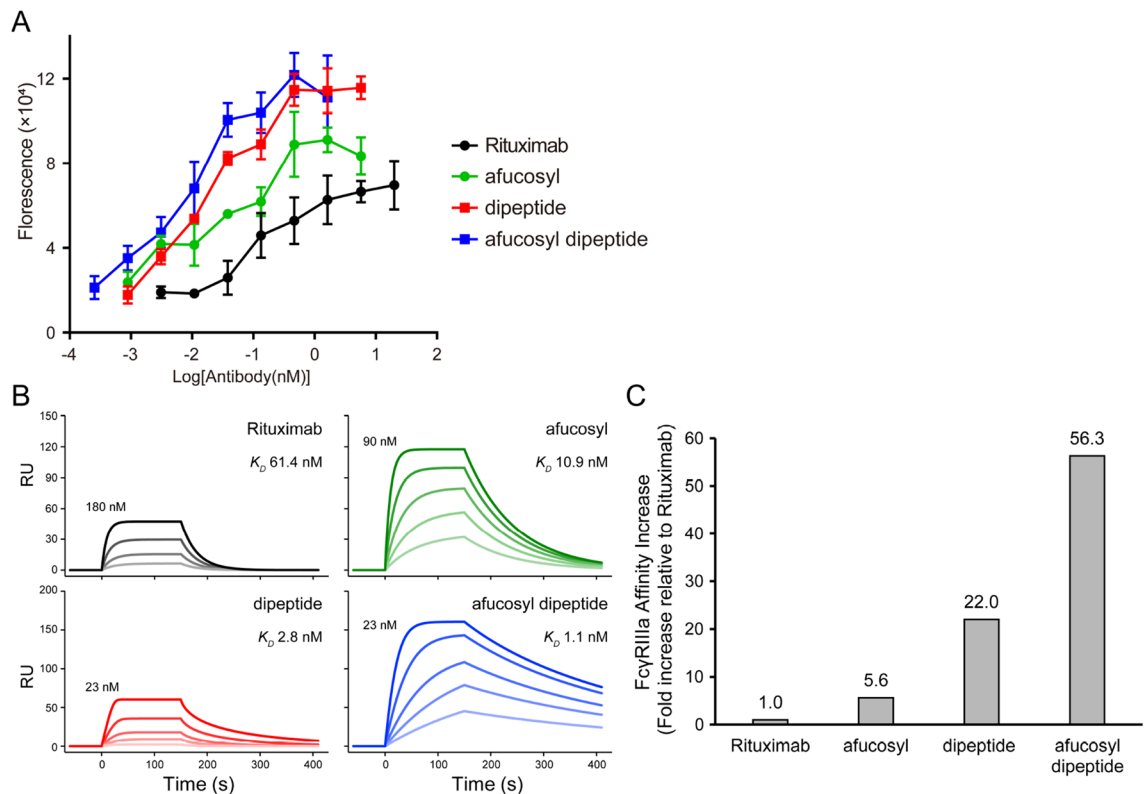 A
Florescence (×10⁴)
12
8
4
0
-4
-3
-2
-1
0
1
2
Log[Antibody(nM)]
Rituximab
afucosyl
dipeptide
afucosyl dipeptide
B
RU
150
120
90
60
30
0
Rituximab
K_D 61.4 nM
180 nM
afucosyl
K_D 10.9 nM
90 nM
RU
200
150
100
50
0
dipeptide
K_D 2.8 nM
23 nM
0
100
200
300
400
Time (s)
afucosyl dipeptide
K_D 1.1 nM
23 nM
0
100
200
300
400
Time (s)
C
FcγRIIIa Affinity Increase
(Fold increase relative to Rituximab)
60
50
40
30
20
10
0
1.0
5.6
22.0
56.3
Rituximab
afucosyl
dipeptide
afucosyl
dipeptide